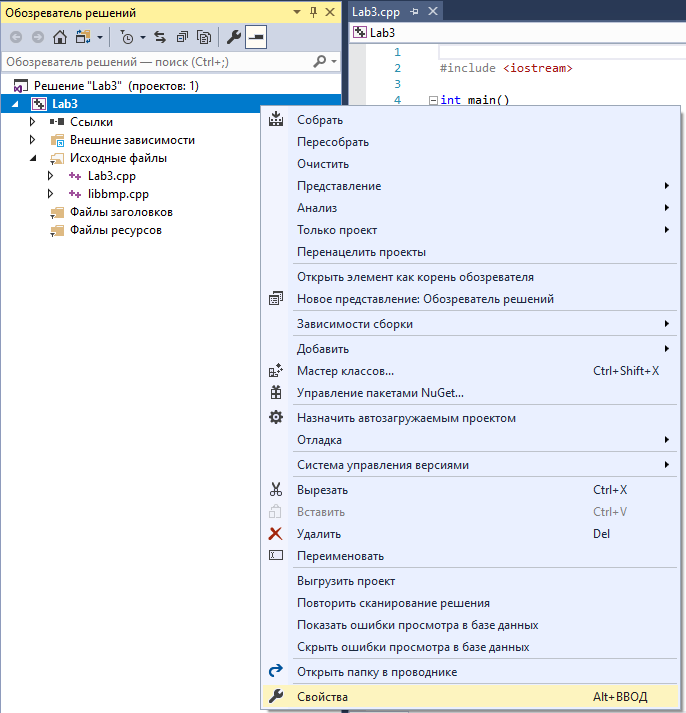 Обозреватель решений
Обозреватель решений — поиск (Ctrl+;)
Решение "Lab3" (проектов: 1)
Lab3
Ссылки
Внешние зависимости
Исходные файлы
Lab3.cpp
libbmp.cpp
Файлы заголовков
Файлы ресурсов
Lab3.cpp
Lab3
1
2 #include <iostream>
3
4 int main()
Собрать
Пересобрать
Очистить
Представление
Анализ
Только проект
Перенацелить проекты
Открыть элемент как корень обозревателя
Новое представление: Обозреватель решений
Зависимости сборки
Добавить
Мастер классов... Ctrl+Shift+X
Управление пакетами NuGet...
Назначить автозагружаемым проектом
Отладка
Система управления версиями
Вырезать Ctrl+X
Вставить Ctrl+V
Удалить Del
Переименовать
Выгрузить проект
Повторить сканирование решения
Показать ошибки просмотра в базе данных
Скрыть ошибки просмотра в базе данных
Открыть папку в проводнике
Свойства Alt+ВВОД